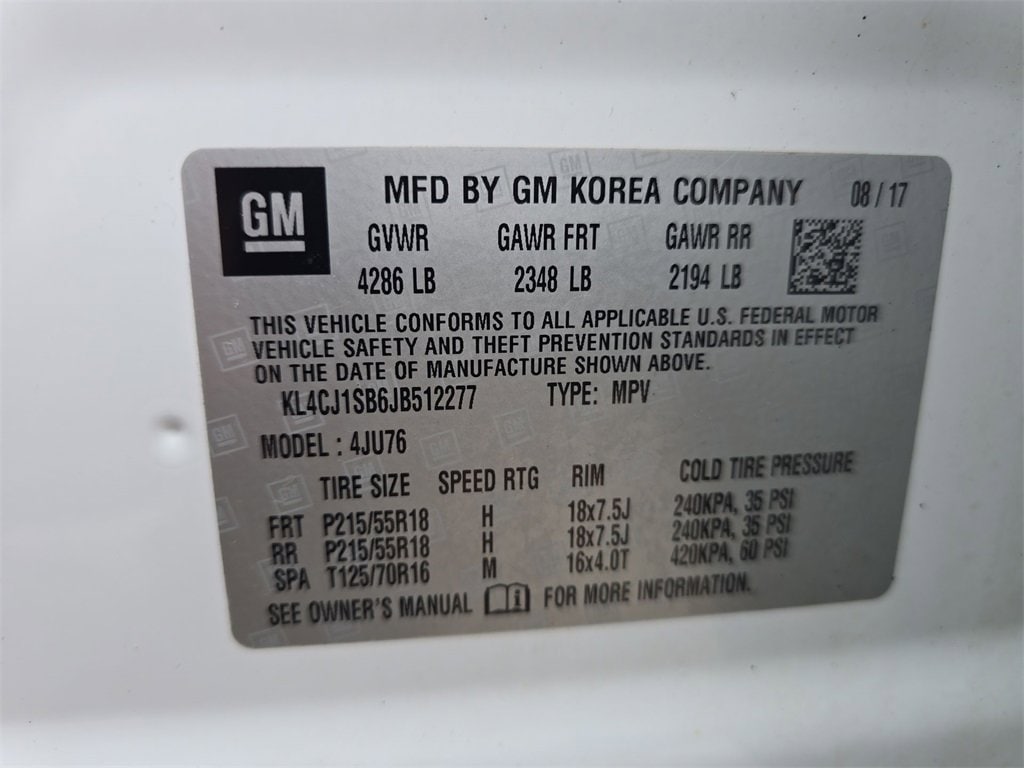 GM MFD BY GM KOREA COMPANY 08/17
GVWR GAWR FRT GAWR RR
4286 LB 2348 LB 2194 LB
THIS VEHICLE CONFORMS TO ALL APPLICABLE U.S. FEDERAL MOTOR
VEHICLE SAFETY AND THEFT PREVENTION STANDARDS IN EFFECT
ON THE DATE OF MANUFACTURE SHOWN ABOVE.
KL4CJ1SB6JB512277 TYPE: MPV
MODEL : 4JU76
TIRE SIZE SPEED RTG RIM COLD TIRE PRESSURE
FRT P215/55R18 H 18x7.5J 240KPA, 35 PSI
RR P215/55R18 H 18x7.5J 240KPA, 35 PSI
SPA T125/70R16 M 16x4.0T 420KPA, 60 PSI
SEE OWNER'S MANUAL i FOR MORE INFORMATION.